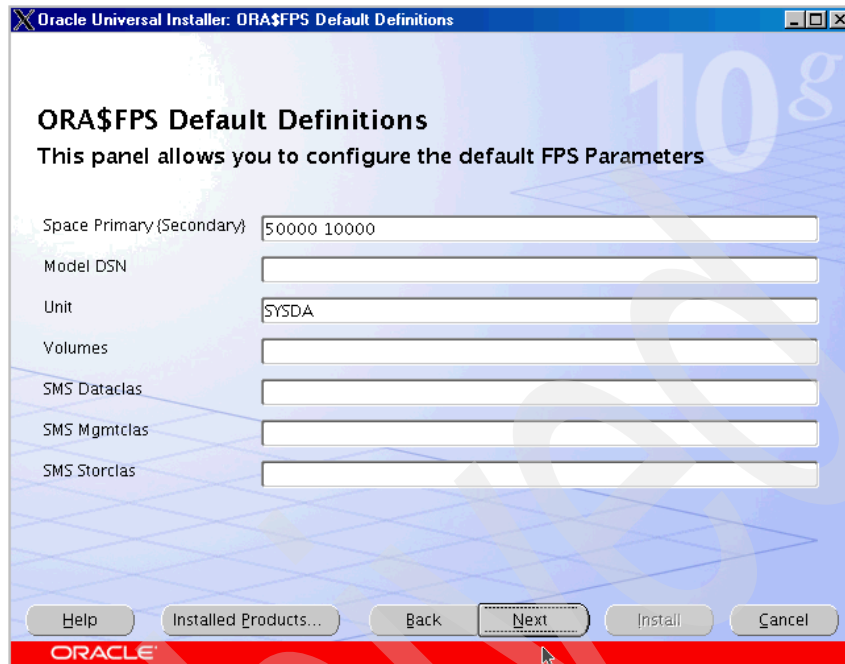 Oracle Universal Installer: ORA$FPS Default Definitions
10g
ORA$FPS Default Definitions
This panel allows you to configure the default FPS Parameters
Space Primary {Secondary} 50000 10000
Model DSN
Unit SYSDA
Volumes
SMS Dataclas
SMS Mgmtclas
SMS Storclas
Help Installed Products... Back Next Install Cancel
ORACLE